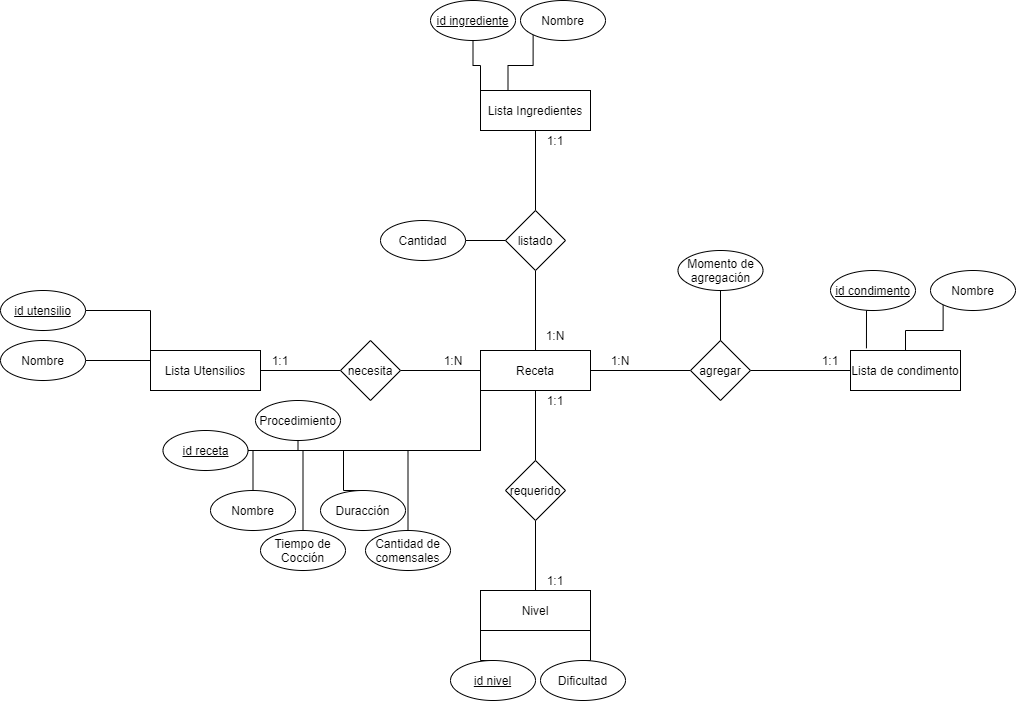 id ingrediente
Nombre
Lista Ingredientes
1:1
Cantidad
listado
Momento de
agregación
id condimento
Nombre
id utensilio
Nombre
1:N
Lista Utensilios
1:1
necesita
1:N
Receta
1:N
agregar
1:1
Lista de condimento
1:1
Procedimiento
id receta
requerido
Nombre
Duracción
Tiempo de
Cocción
Cantidad de
comensales
1:1
Nivel
id nivel
Dificultad